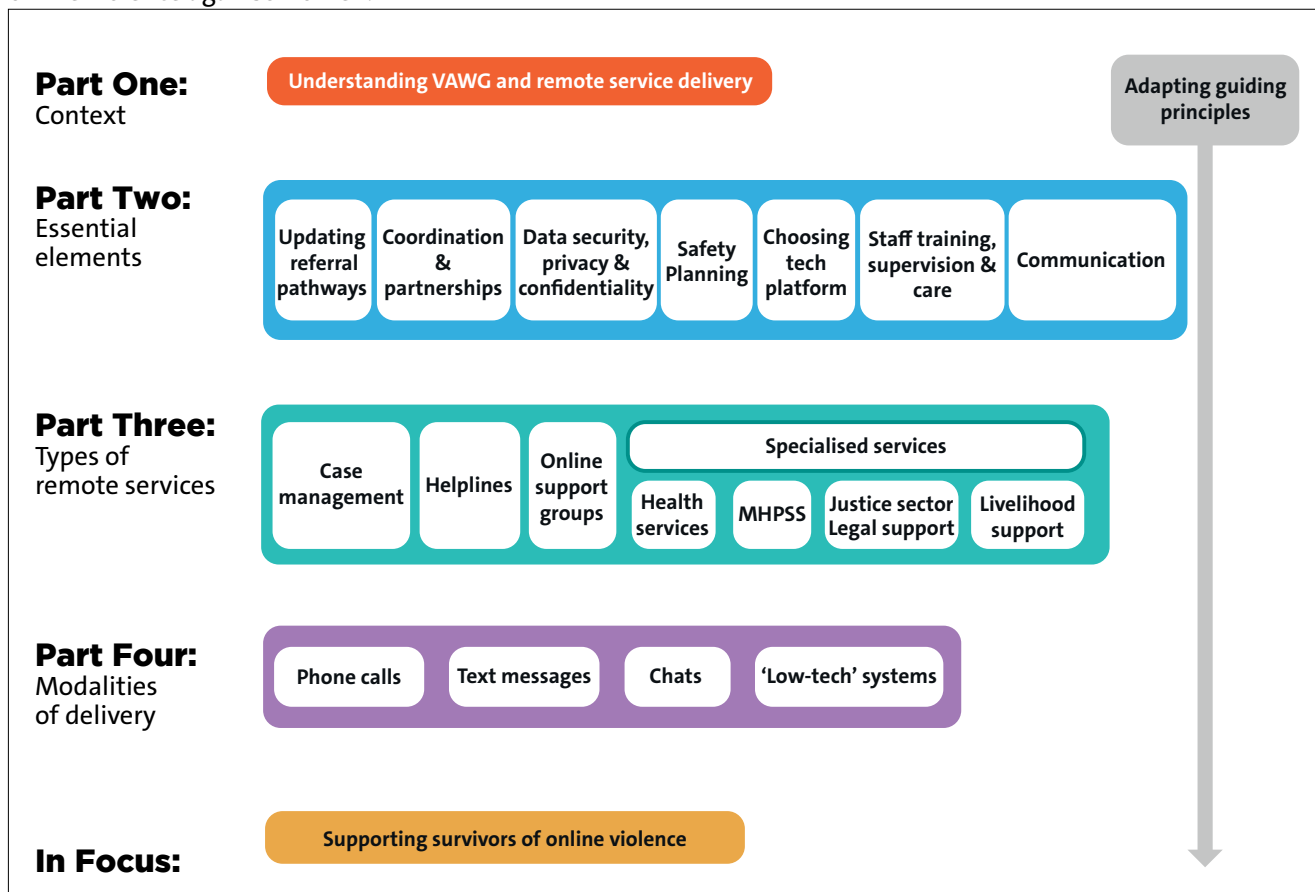 Part One:
Context
Understanding VAWG and remote service delivery
Adapting guiding
principles
Part Two:
Essential
elements
Updating
referral
pathways
Coordination
&
partnerships
Data security,
privacy &
confidentiality
Safety
Planning
Choosing
tech
platform
Staff training,
supervision &
care
Communication
Part Three:
Types of
remote services
Case
management
Helplines
Online
support
groups
Specialised services
Health
services
MHPSS
Justice sector
Legal support
Livelihood
support
Part Four:
Modalities
of delivery
Phone calls
Text messages
Chats
‘Low-tech’ systems
In Focus:
Supporting survivors of online violence